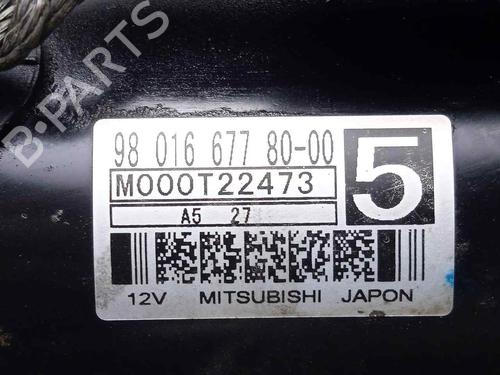 98 016 677 80-00
M000T22473
A5 27
5
12V MITSUBISHI JAPON
B-PARTS